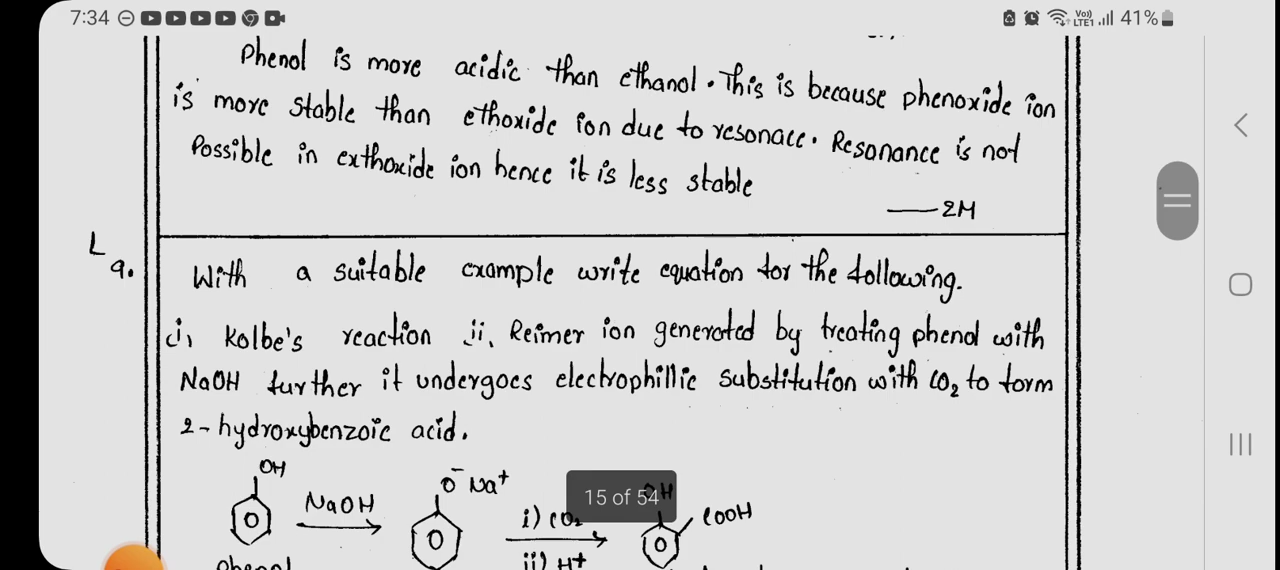 7:34
Vo))
LTE1
41%
Phenol is more acidic than ethanol. This is because phenoxide ion
is more stable than ethoxide ion due to resonace. Resonance is not
Possible in exthoxide ion hence it is less stable
— 2M
L
9.
With a suitable example write equation for the following.
i, Kolbe's reaction ii, Reimer ion generated by treating phenol with
NaOH further it undergoes electrophillic substitution with CO₂ to form
2-hydroxybenzoic acid.
OH
NaOH
O⁻ Na⁺
i) CO₂
ii) H⁺
OH
COOH
15 of 54
phenol